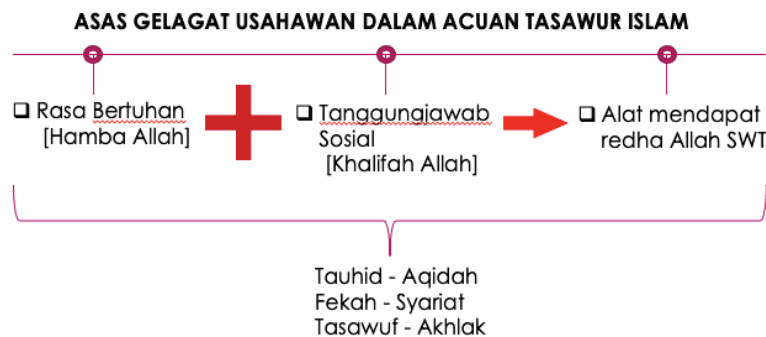 ASAS GELAGAT USAHAWAN DALAM ACUAN TASAWUR ISLAM
Rasa Bertuhan
[Hamba Allah]
Tanggungjawab
Sosial
[Khalifah Allah]
Alat mendapat
redha Allah SWT
Tauhid - Aqidah
Fekah - Syariat
Tasawuf - Akhlak